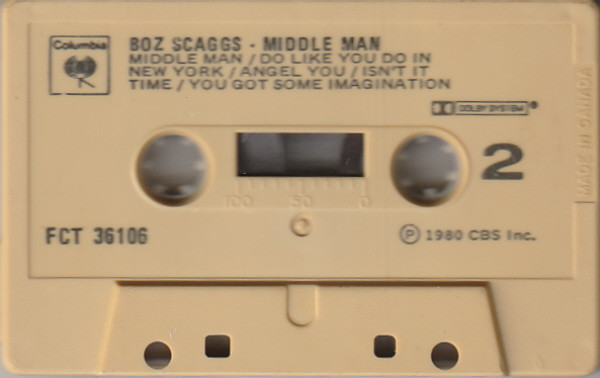 Columbia
BOZ SCAGGS - MIDDLE MAN
MIDDLE MAN / DO LIKE YOU DO IN
NEW YORK / ANGEL YOU / ISN'T IT
TIME / YOU GOT SOME IMAGINATION
DOLBY SYSTEM
2
MADE IN CANADA
100 50 0
FCT 36106
Ⓟ 1980 CBS Inc.